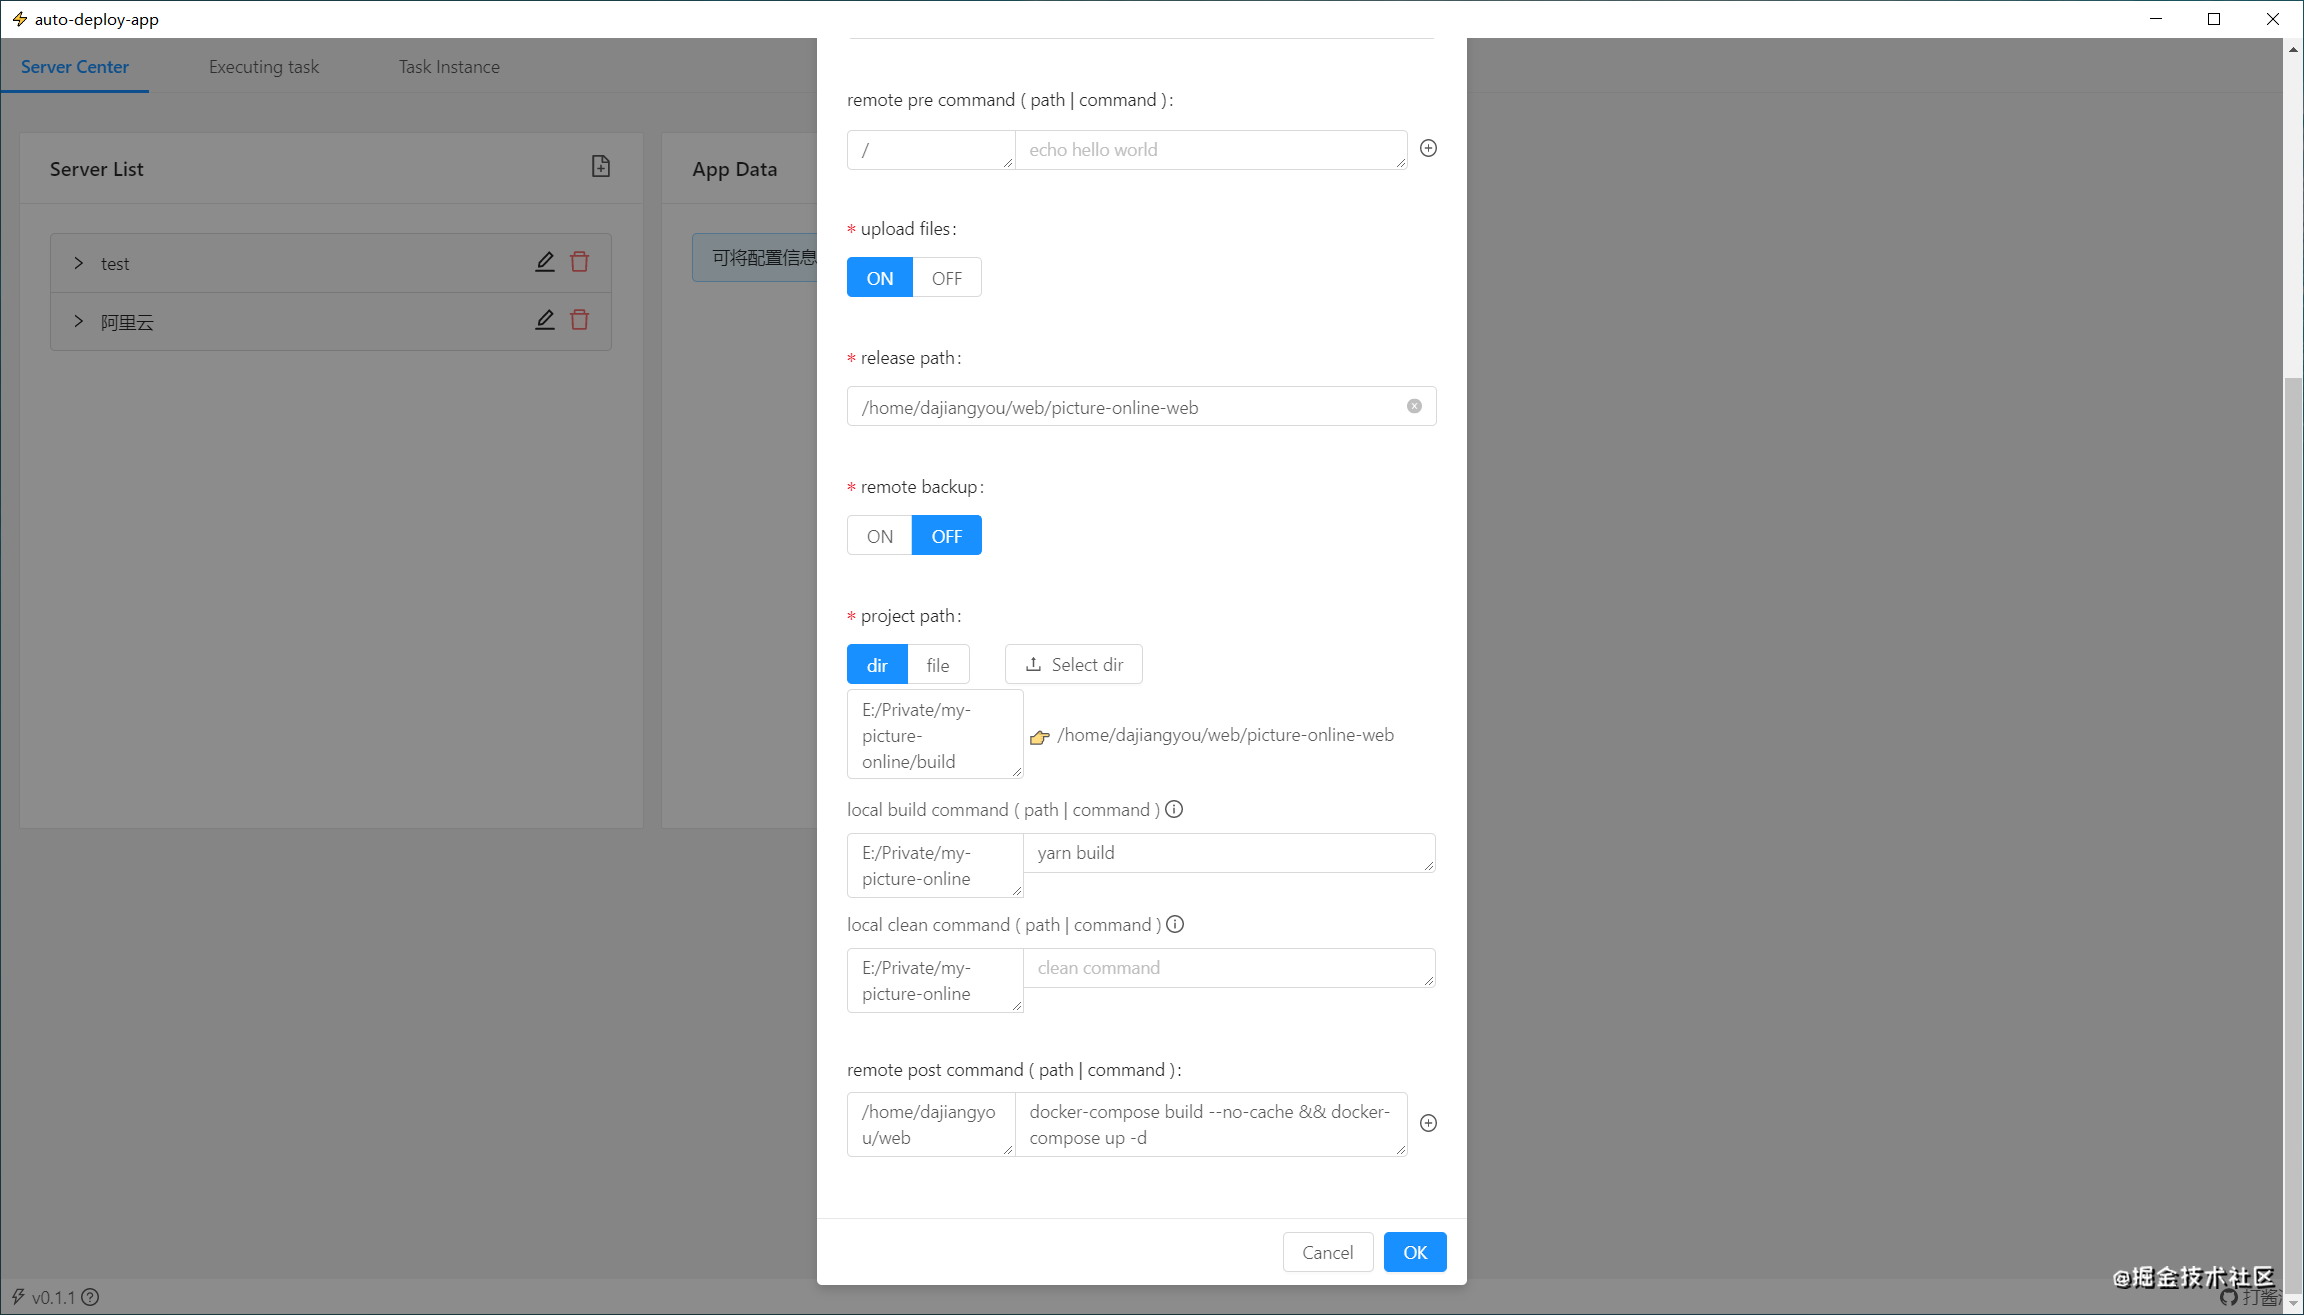 auto-deploy-app
Server Center
Executing task
Task Instance
Server List
test
阿里云
App Data
可将配置信息
remote pre command ( path | command ):
/
echo hello world
* upload files:
ON
OFF
* release path:
/home/dajiangyou/web/picture-online-web
* remote backup:
ON
OFF
* project path:
dir
file
Select dir
E:/Private/my-
picture-
online/build
/home/dajiangyou/web/picture-online-web
local build command ( path | command )
E:/Private/my-
picture-online
yarn build
local clean command ( path | command )
E:/Private/my-
picture-online
clean command
remote post command ( path | command ):
/home/dajiangyo
u/web
docker-compose build --no-cache && docker-
compose up -d
Cancel
OK
v0.1.1
@掘金技术社区
打酱